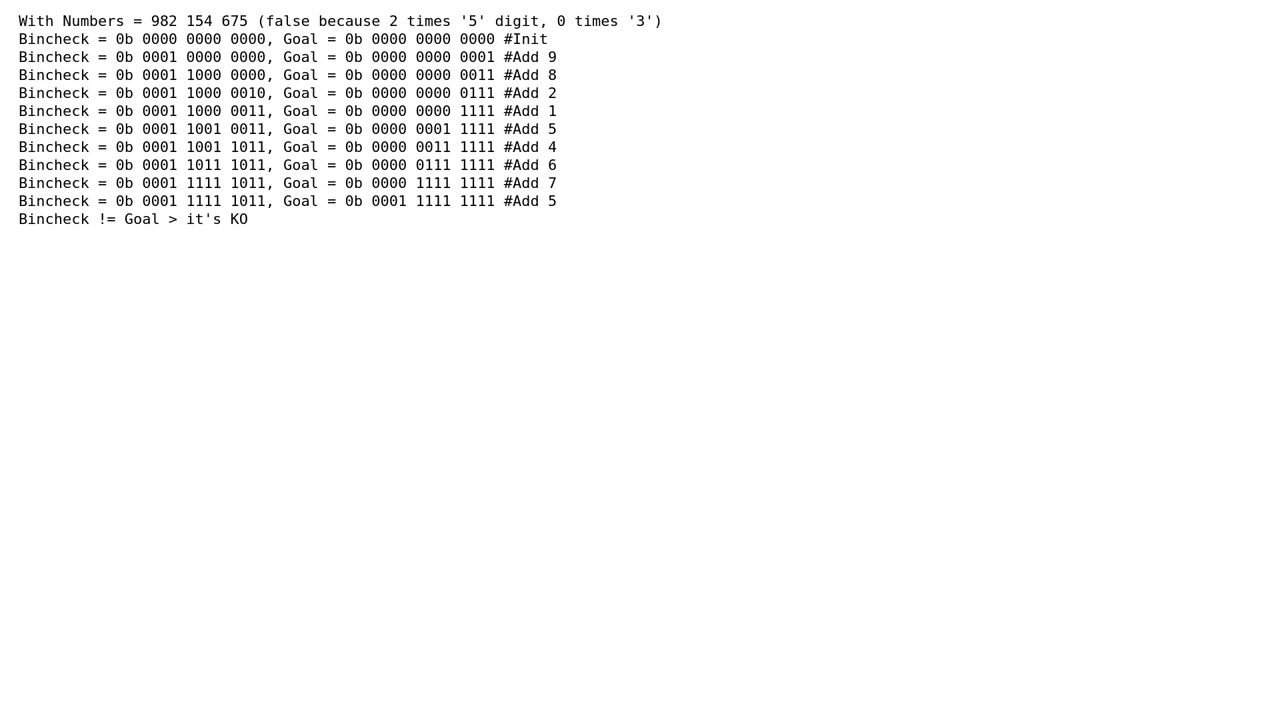 With Numbers = 982 154 675 (false because 2 times '5' digit, 0 times '3')
Bincheck = 0b 0000 0000 0000, Goal = 0b 0000 0000 0000 #Init
Bincheck = 0b 0001 0000 0000, Goal = 0b 0000 0000 0001 #Add 9
Bincheck = 0b 0001 1000 0000, Goal = 0b 0000 0000 0011 #Add 8
Bincheck = 0b 0001 1000 0010, Goal = 0b 0000 0000 0111 #Add 2
Bincheck = 0b 0001 1000 0011, Goal = 0b 0000 0000 1111 #Add 1
Bincheck = 0b 0001 1001 0011, Goal = 0b 0000 0001 1111 #Add 5
Bincheck = 0b 0001 1001 1011, Goal = 0b 0000 0011 1111 #Add 4
Bincheck = 0b 0001 1011 1011, Goal = 0b 0000 0111 1111 #Add 6
Bincheck = 0b 0001 1111 1011, Goal = 0b 0000 1111 1111 #Add 7
Bincheck = 0b 0001 1111 1011, Goal = 0b 0001 1111 1111 #Add 5
Bincheck != Goal > it's KO